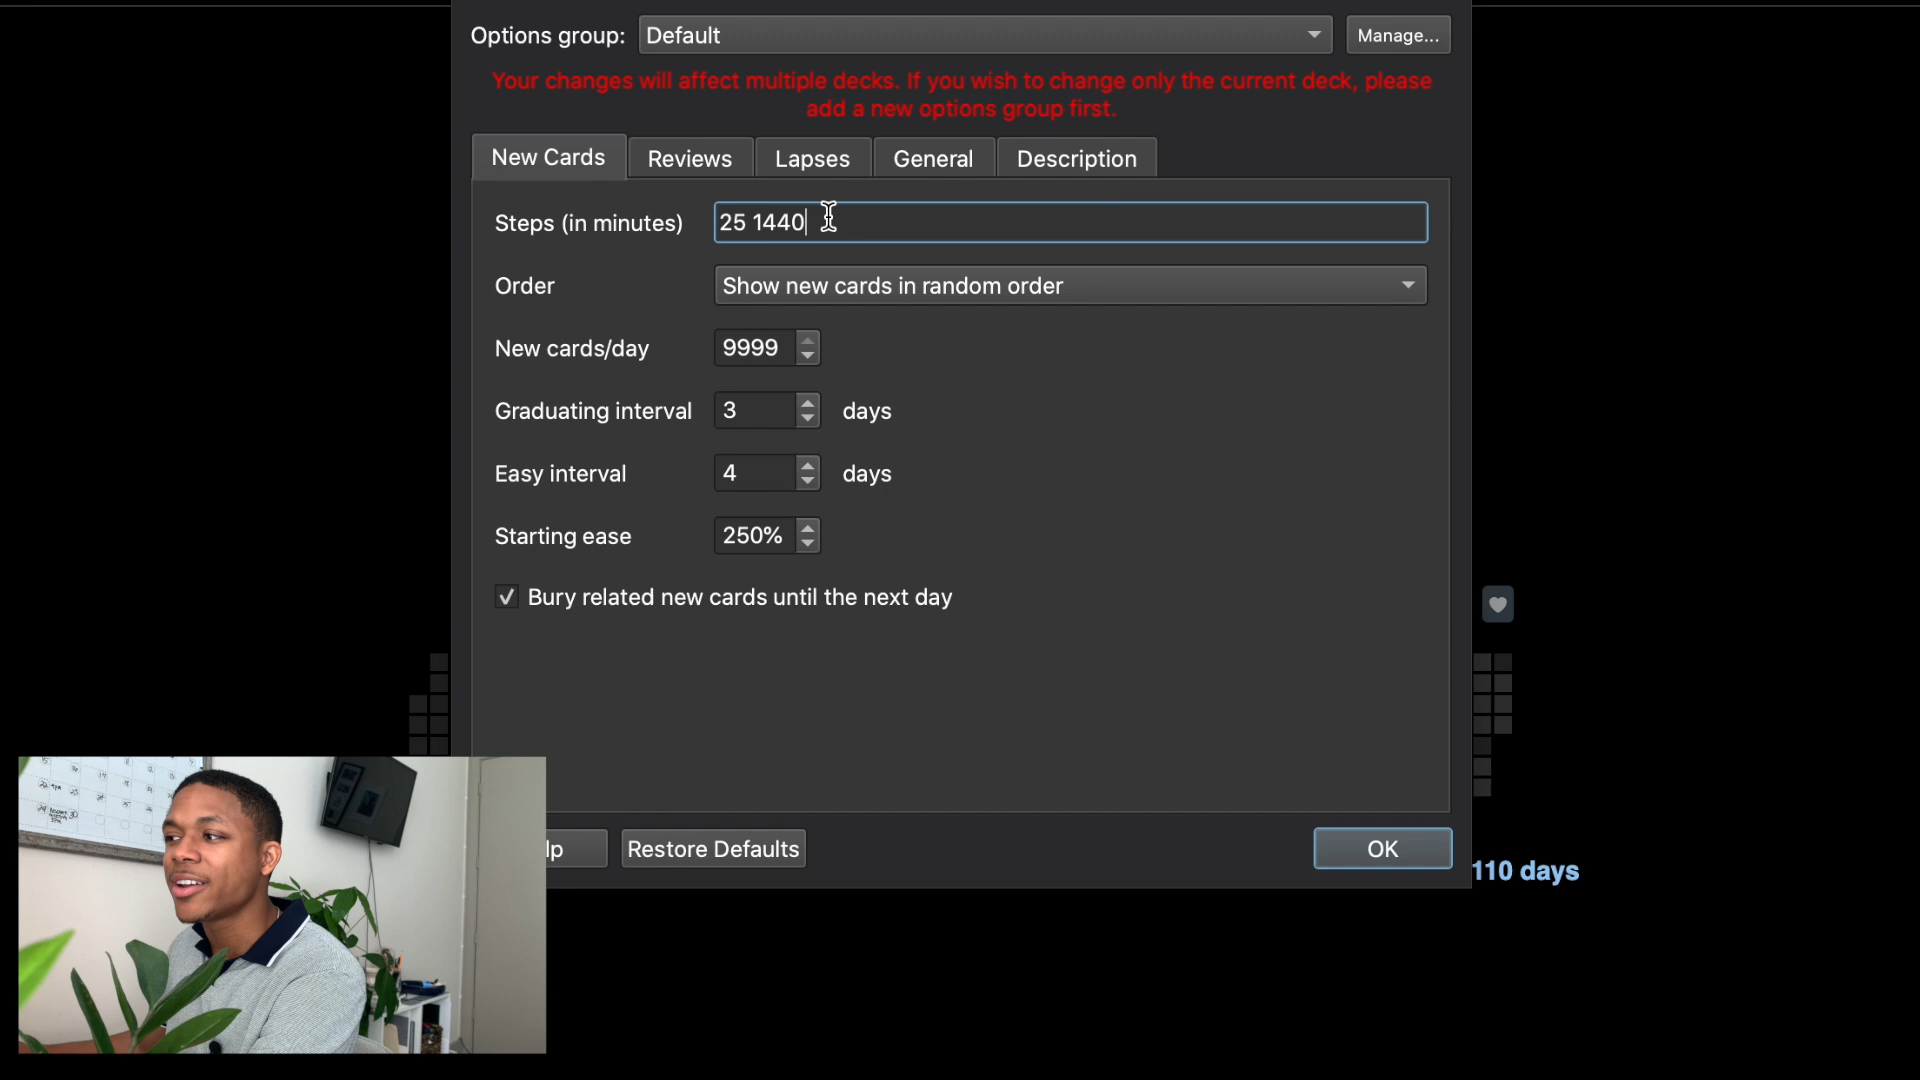 Options group: Default Manage...
Your changes will affect multiple decks. If you wish to change only the current deck, please
add a new options group first.
New Cards Reviews Lapses General Description
Steps (in minutes) 25 1440
Order Show new cards in random order
New cards/day 9999
Graduating interval 3 days
Easy interval 4 days
Starting ease 250%
Bury related new cards until the next day
lp Restore Defaults OK
110 days